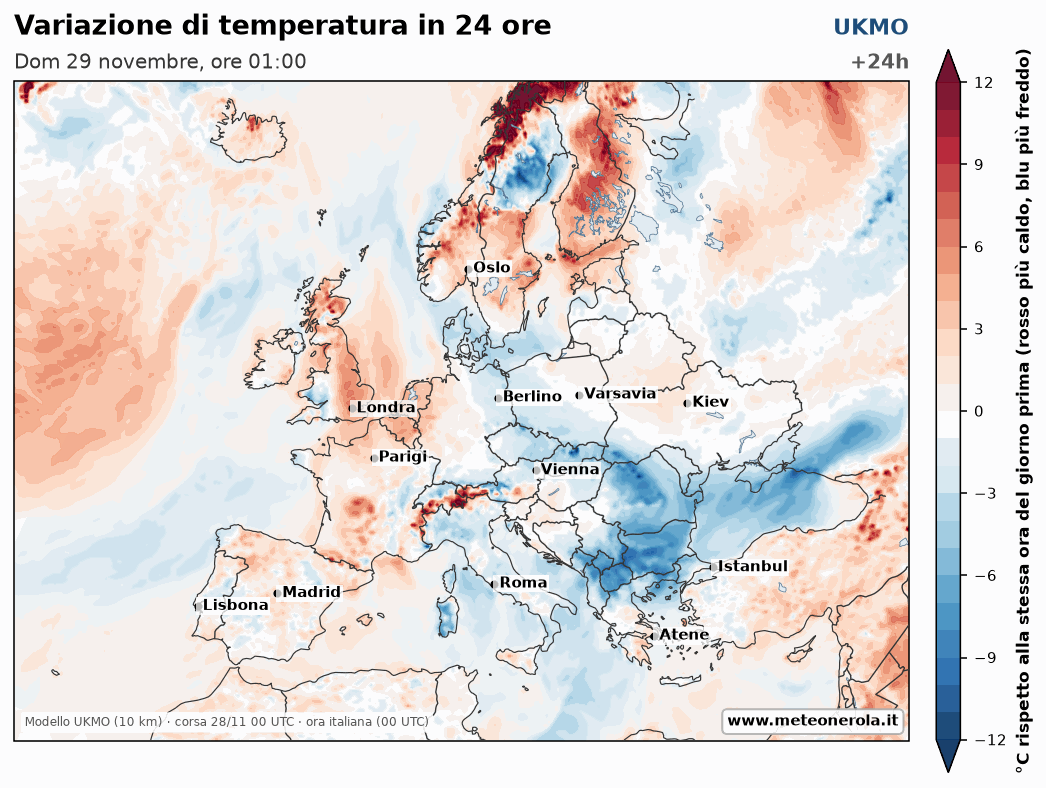 Variazione di temperatura in 24 ore
UKMO
Dom 29 novembre, ore 01:00
+24h
Oslo
Londra
Berlino
Varsavia
Kiev
Parigi
Vienna
Istanbul
Roma
Madrid
Lisbona
Atene
Modello UKMO (10 km) · corsa 28/11 00 UTC · ora italiana (00 UTC)
www.meteonerola.it
12
9
6
3
0
−3
−6
−9
−12
°C rispetto alla stessa ora del giorno prima (rosso più caldo, blu più freddo)